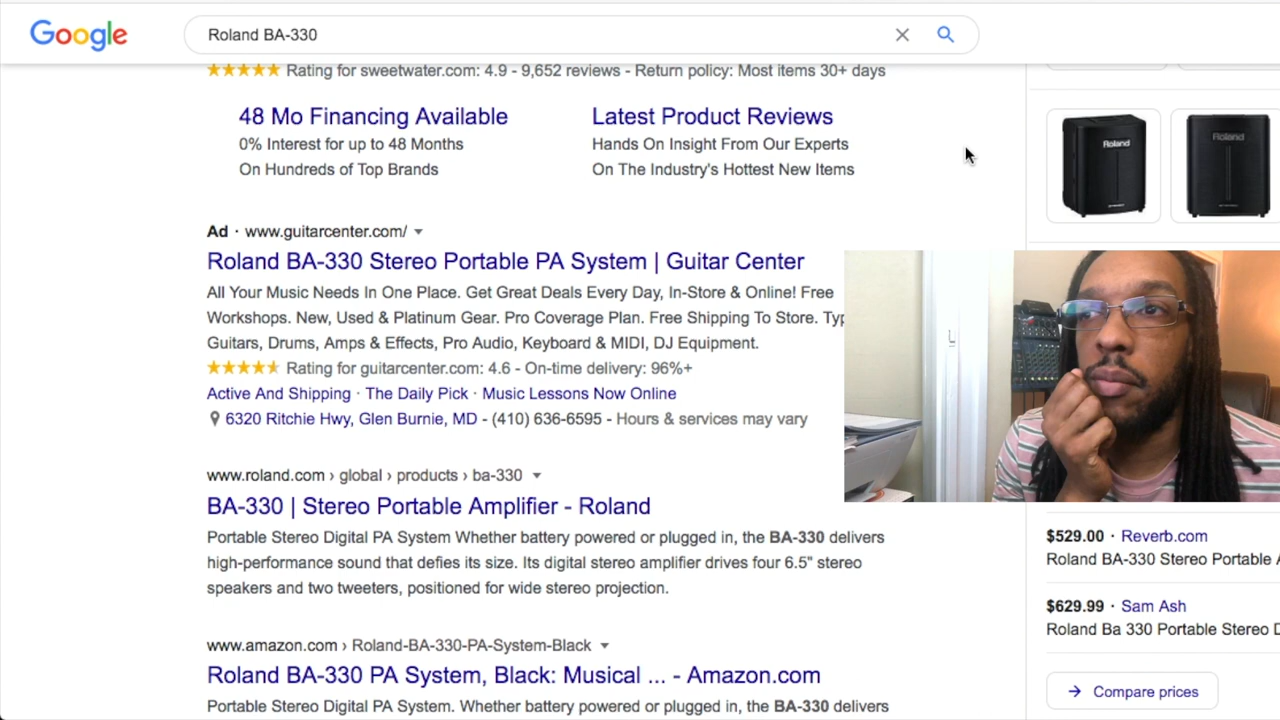 Google
Roland BA-330
Rating for sweetwater.com: 4.9 - 9,652 reviews - Return policy: Most items 30+ days
48 Mo Financing Available
0% Interest for up to 48 Months
On Hundreds of Top Brands
Latest Product Reviews
Hands On Insight From Our Experts
On The Industry's Hottest New Items
Ad · www.guitarcenter.com/
Roland BA-330 Stereo Portable PA System | Guitar Center
All Your Music Needs In One Place. Get Great Deals Every Day, In-Store & Online! Free
Workshops. New, Used & Platinum Gear. Pro Coverage Plan. Free Shipping To Store.
Guitars, Drums, Amps & Effects, Pro Audio, Keyboard & MIDI, DJ Equipment.
Rating for guitarcenter.com: 4.6 - On-time delivery: 96%+
Active And Shipping · The Daily Pick · Music Lessons Now Online
6320 Ritchie Hwy, Glen Burnie, MD - (410) 636-6595 - Hours & services may vary
www.roland.com › global › products › ba-330
BA-330 | Stereo Portable Amplifier - Roland
Portable Stereo Digital PA System Whether battery powered or plugged in, the BA-330 delivers
high-performance sound that defies its size. Its digital stereo amplifier drives four 6.5" stereo
speakers and two tweeters, positioned for wide stereo projection.
www.amazon.com › Roland-BA-330-PA-System-Black
Roland BA-330 PA System, Black: Musical ... - Amazon.com
Portable Stereo Digital PA System. Whether battery powered or plugged in, the BA-330 delivers
Roland
Roland
$529.00 · Reverb.com
Roland BA-330 Stereo Portable
$629.99 · Sam Ash
Roland Ba 330 Portable Stereo D
Compare prices